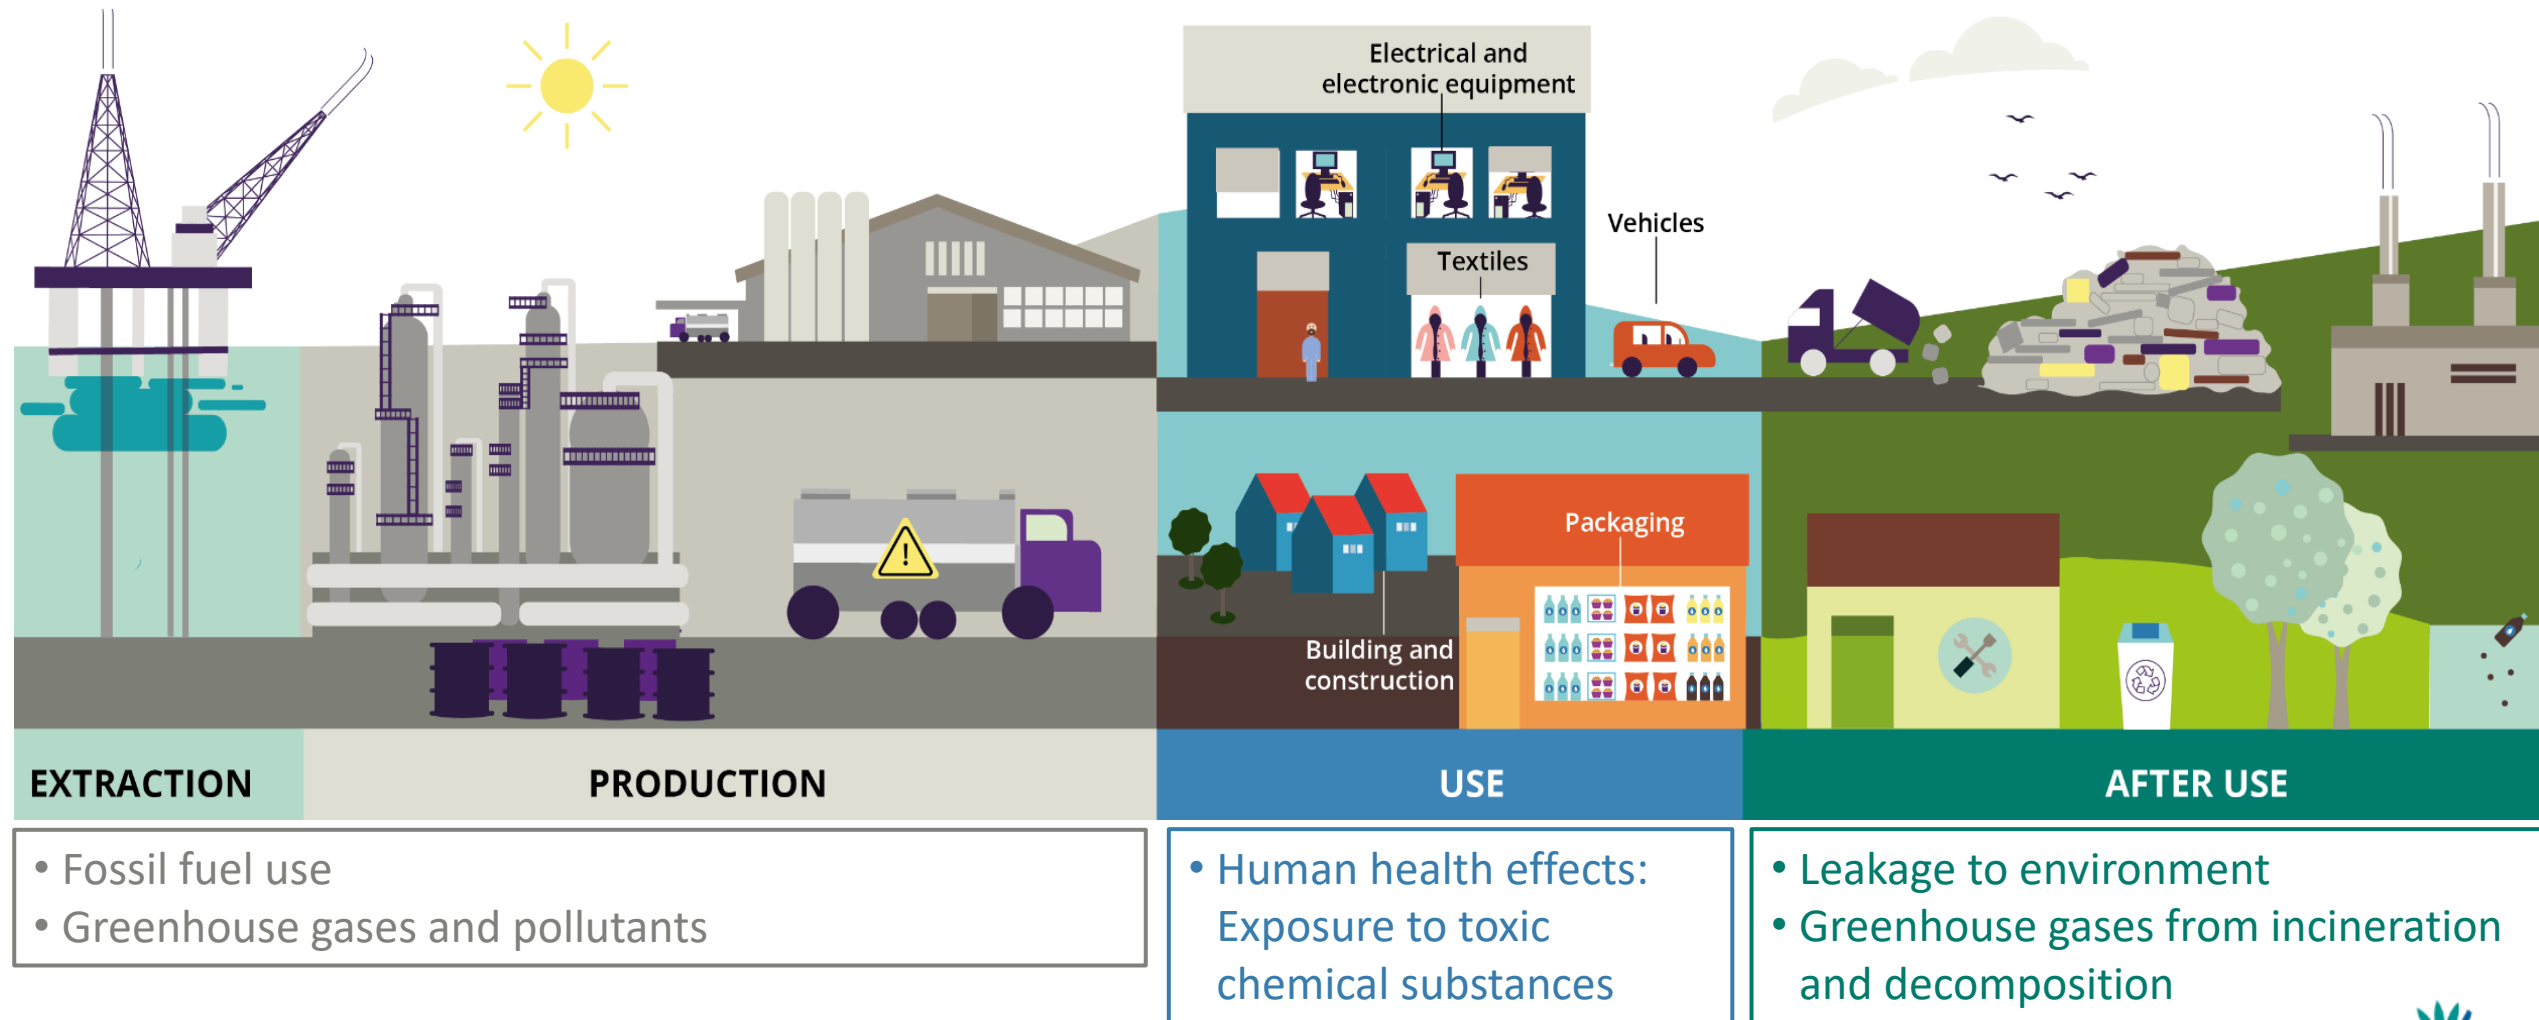 Electrical and
electronic equipment
Vehicles
Textiles
Packaging
Building and
construction
EXTRACTION
PRODUCTION
USE
AFTER USE
• Fossil fuel use
• Greenhouse gases and pollutants
• Human health effects:
Exposure to toxic
chemical substances
• Leakage to environment
• Greenhouse gases from incineration
and decomposition
!